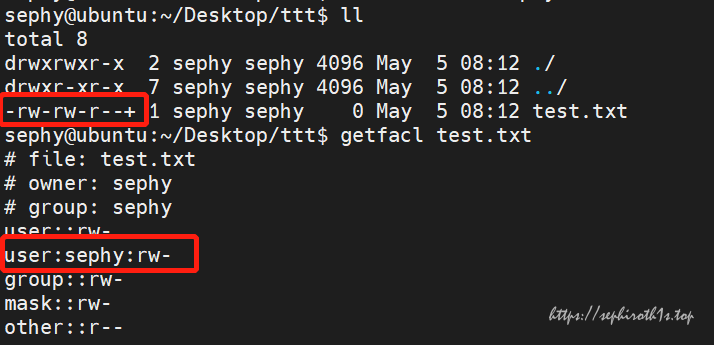 sephy@ubuntu:~/Desktop/ttt$ ll
total 8
drwxrwxr-x 2 sephy sephy 4096 May 5 08:12 ./
drwxr-xr-x 7 sephy sephy 4096 May 5 08:12 ../
-rw-rw-r--+ 1 sephy sephy 0 May 5 08:12 test.txt
sephy@ubuntu:~/Desktop/ttt$ getfacl test.txt
# file: test.txt
# owner: sephy
# group: sephy
user::rw-
user:sephy:rw-
group::rw-
mask::rw-
other::r--
https://sephiroth1s.top